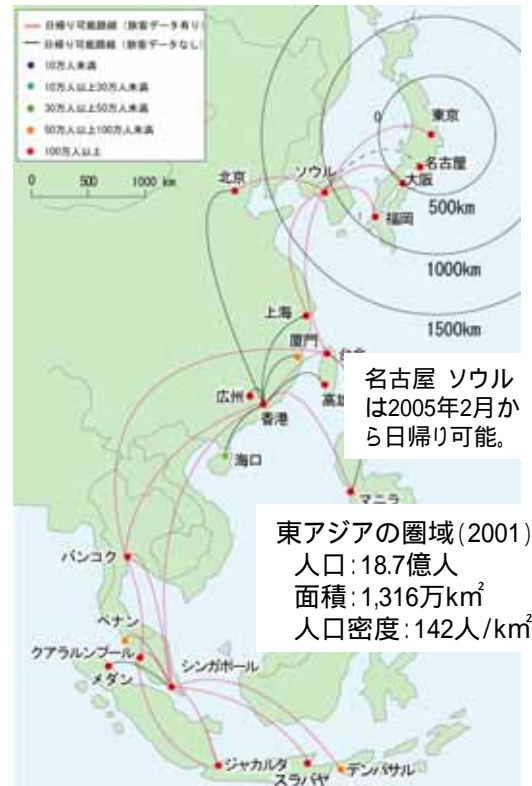 日帰り可能路線（旅客データ有り）
日帰り可能路線（旅客データなし）
10万人未満
10万人以上30万人未満
30万人以上50万人未満
50万人以上100万人未満
100万人以上
0 500 1000 km
0
東京
名古屋
大阪
500km
福岡
ソウル
北京
1000km
1500km
上海
厦門
広州
香港
高雄
海口
名古屋 ソウル
は2005年2月か
ら日帰り可能。
マニラ
東アジアの圏域(2001)
人口:18.7億人
面積:1,316万km²
人口密度:142人/km²
バンコク
ペナン
クアラルンプール
メダン
シンガポール
ジャカルタ
スラバヤ
デンパサル